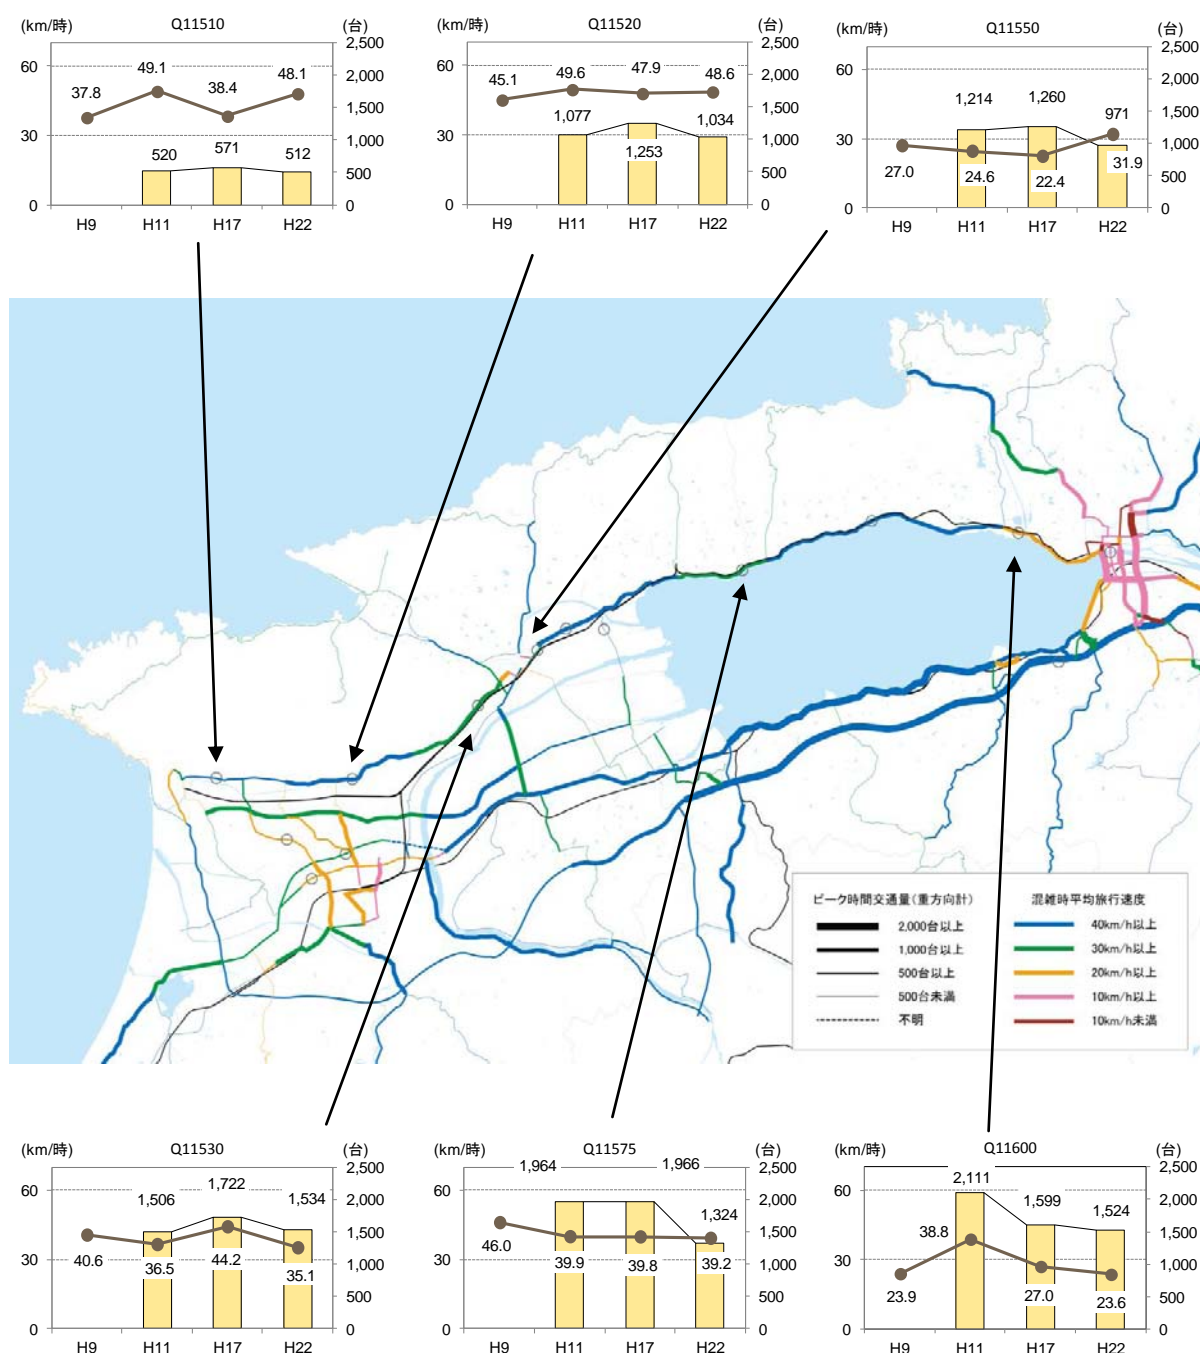 (km/時) Q11510 (台)
2,500
2,000
1,500
1,000
500
0
60
30
0
37.8 49.1 38.4 48.1
520 571 512
H9 H11 H17 H22
(km/時) Q11520 (台)
2,500
2,000
1,500
1,000
500
0
60
30
0
45.1 49.6 47.9 48.6
1,077 1,253 1,034
H9 H11 H17 H22
(km/時) Q11550 (台)
2,500
2,000
1,500
1,000
500
0
60
30
0
1,214 1,260 971
27.0 24.6 22.4 31.9
H9 H11 H17 H22
ピーク時間交通量(重方向計) 混雑時平均旅行速度
2,000台以上 40km/h以上
1,000台以上 30km/h以上
500台以上 20km/h以上
500台未満 10km/h以上
不明 10km/h未満
(km/時) Q11530 (台)
2,500
2,000
1,500
1,000
500
0
60
30
0
1,506 1,722 1,534
40.6 36.5 44.2 35.1
H9 H11 H17 H22
(km/時) Q11575 (台)
2,500
2,000
1,500
1,000
500
0
60
30
0
1,964 1,966 1,324
46.0 39.9 39.8 39.2
H9 H11 H17 H22
(km/時) Q11600 (台)
2,500
2,000
1,500
1,000
500
0
60
30
0
2,111 1,599 1,524
23.9 38.8 27.0 23.6
H9 H11 H17 H22